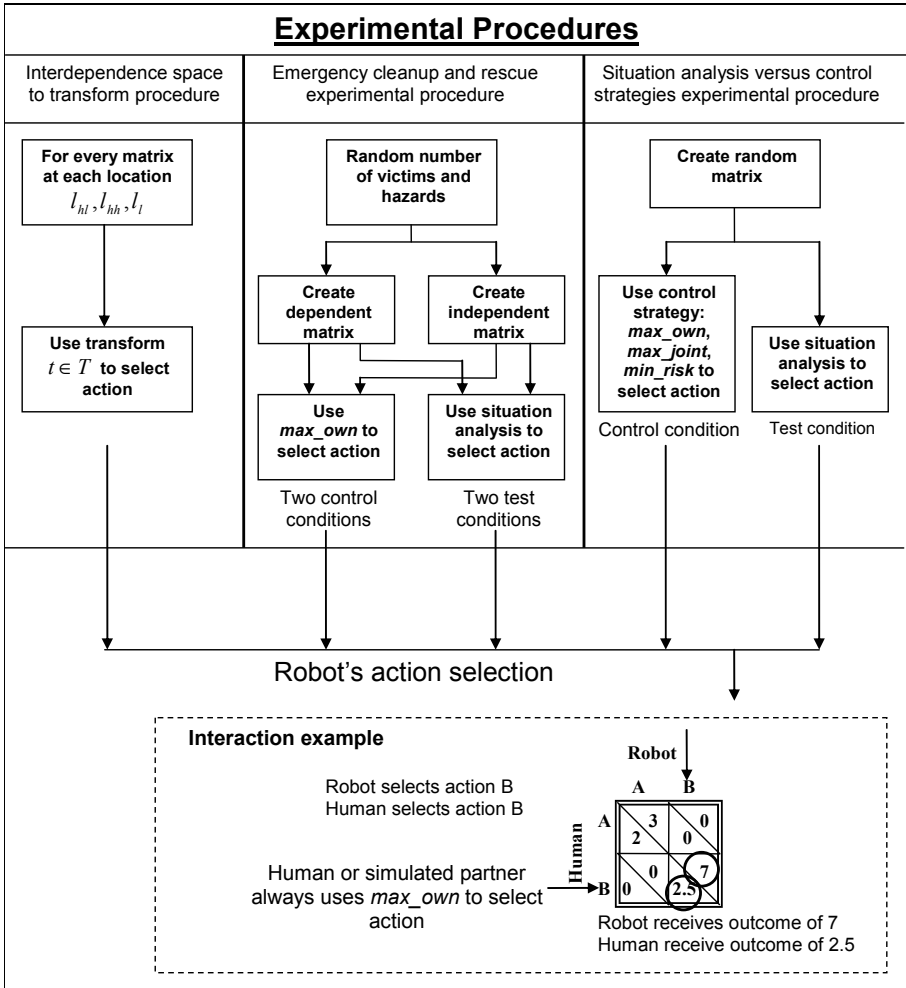 Experimental Procedures
Interdependence space
to transform procedure
Emergency cleanup and rescue
experimental procedure
Situation analysis versus control
strategies experimental procedure
For every matrix
at each location
l_{hl}, l_{hh}, l_{l}
Use transform
t ∈ T to select
action
Random number
of victims and
hazards
Create
dependent
matrix
Create
independent
matrix
Use
max_own to
select action
Use situation
analysis to
select action
Two control
conditions
Two test
conditions
Create random
matrix
Use control
strategy:
max_own,
max_joint,
min_risk to
select action
Use situation
analysis to
select action
Control condition
Test condition
Robot's action selection
Interaction example
Robot selects action B
Human selects action B
Human or simulated partner
always uses max_own to select
action
Robot
A B
Human
A
3
2
0
0
B
0
0
7
2.5
Robot receives outcome of 7
Human receive outcome of 2.5